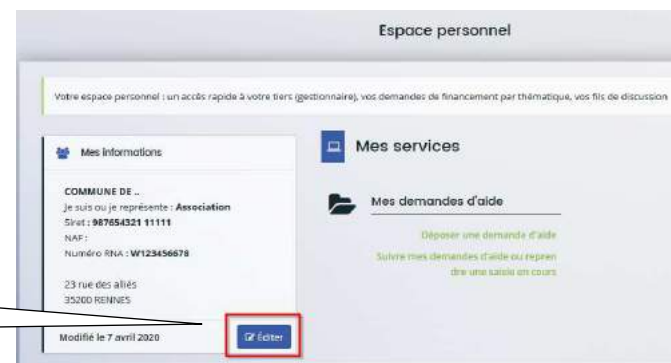 Espace personnel
Votre espace personnel : un accès rapide à votre tiers (gestionnaire), vos demandes de financement par thématique, vos fils de discussion
Mes informations
COMMUNE DE ..
Je suis ou je représente : Association
Siret : 987654321 11111
NAF :
Numéro RNA : W123456678
23 rue des alliés
35200 RENNES
Modifié le 7 avril 2020
Éditer
Mes services
Mes demandes d'aide
Déposer une demande d'aide
Suivre mes demandes d'aide ou repren
dre une saisie en cours